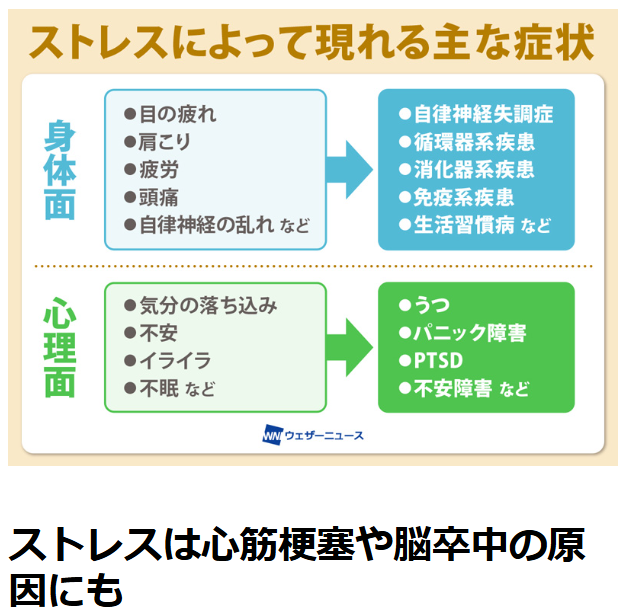 ストレスによって現れる主な症状
身体面
●目の疲れ
●肩こり
●疲労
●頭痛
●自律神経の乱れ など
●自律神経失調症
●循環器系疾患
●消化器系疾患
●免疫系疾患
●生活習慣病 など
心理面
●気分の落ち込み
●不安
●イライラ
●不眠 など
●うつ
●パニック障害
●PTSD
●不安障害 など
WN ウェザーニュース
ストレスは心筋梗塞や脳卒中の原
因にも